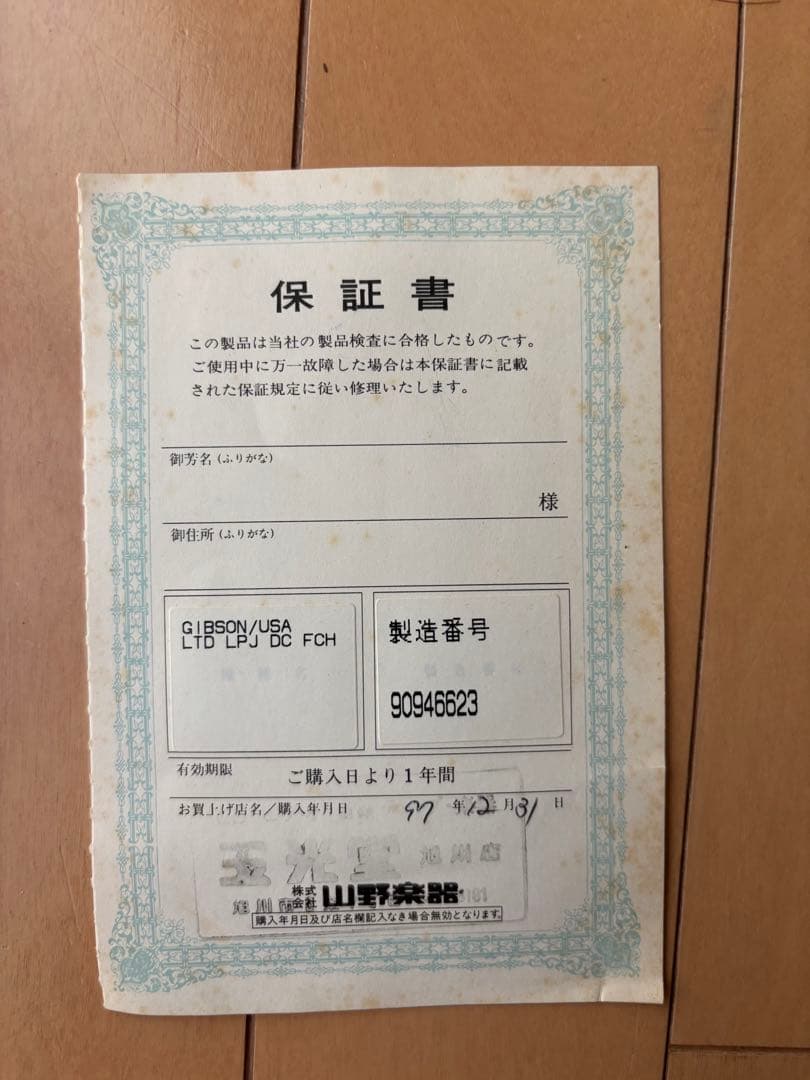 保証書
この製品は当社の製品検査に合格したものです。
ご使用中に万一故障した場合は本保証書に記載
された保証規定に従い修理いたします。
御芳名(ふりがな)
様
御住所(ふりがな)
GIBSON/USA
LTD LPJ DC FCH
製造番号
90946623
有効期限 ご購入日より1年間
お買上げ店名/購入年月日 97年12月31日
玉光堂
株式会社 山野楽器
購入年月日及び店名欄記入なき場合無効となります。